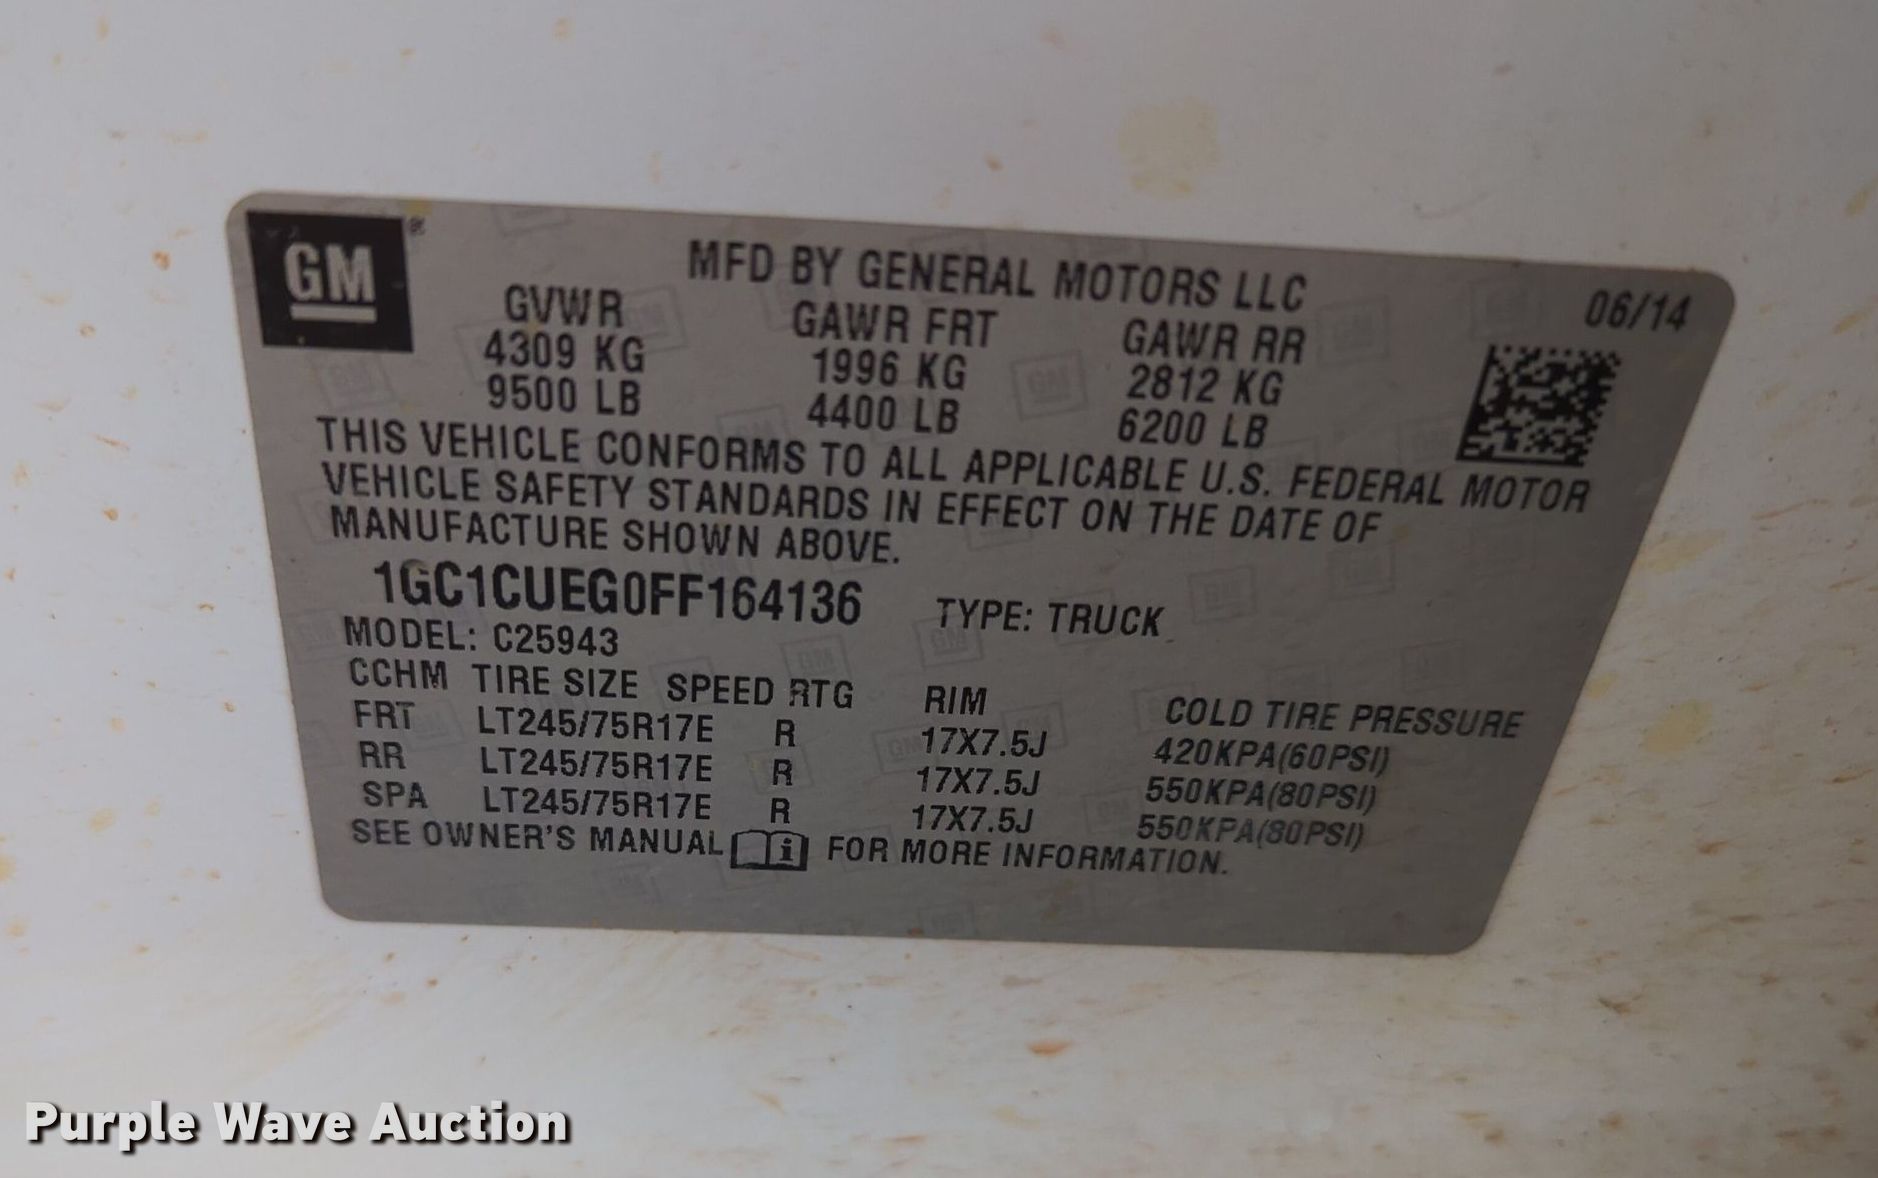 GM
MFD BY GENERAL MOTORS LLC
06/14
GVWR GAWR FRT GAWR RR
4309 KG 1996 KG 2812 KG
9500 LB 4400 LB 6200 LB
THIS VEHICLE CONFORMS TO ALL APPLICABLE U.S. FEDERAL MOTOR
VEHICLE SAFETY STANDARDS IN EFFECT ON THE DATE OF
MANUFACTURE SHOWN ABOVE.
1GC1CUEG0FF164136 TYPE: TRUCK
MODEL: C25943
CCHM TIRE SIZE SPEED RTG RIM COLD TIRE PRESSURE
FRT LT245/75R17E R 17X7.5J 420KPA(60PSI)
RR LT245/75R17E R 17X7.5J 550KPA(80PSI)
SPA LT245/75R17E R 17X7.5J 550KPA(80PSI)
SEE OWNER'S MANUAL i FOR MORE INFORMATION.
Purple Wave Auction